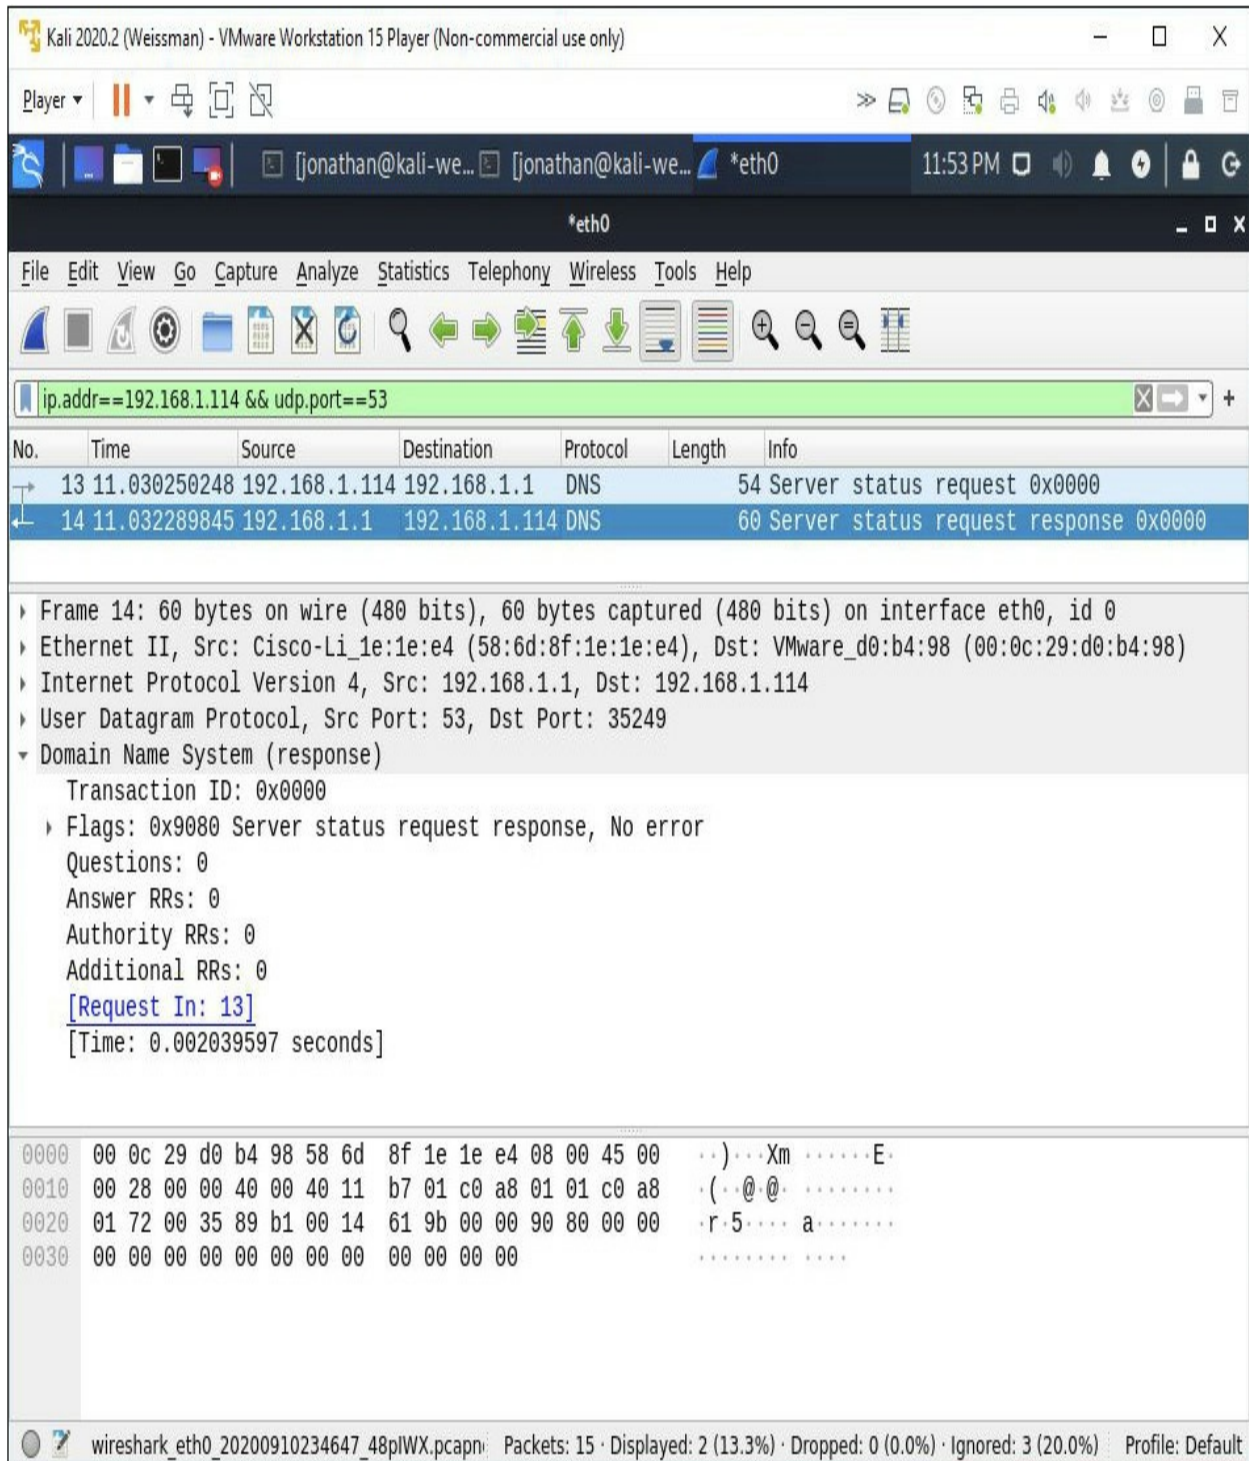 Kali 2020.2 (Weissman) - VMware Workstation 15 Player (Non-commercial use only)
Player
[jonathan@kali-we... [jonathan@kali-we... *eth0 11:53 PM
*eth0
File Edit View Go Capture Analyze Statistics Telephony Wireless Tools Help
ip.addr==192.168.1.114 && udp.port==53
No. Time Source Destination Protocol Length Info
13 11.030250248 192.168.1.114 192.168.1.1 DNS 54 Server status request 0x0000
14 11.032289845 192.168.1.1 192.168.1.114 DNS 60 Server status request response 0x0000
Frame 14: 60 bytes on wire (480 bits), 60 bytes captured (480 bits) on interface eth0, id 0
Ethernet II, Src: Cisco-Li_1e:1e:e4 (58:6d:8f:1e:1e:e4), Dst: VMware_d0:b4:98 (00:0c:29:d0:b4:98)
Internet Protocol Version 4, Src: 192.168.1.1, Dst: 192.168.1.114
User Datagram Protocol, Src Port: 53, Dst Port: 35249
Domain Name System (response)
Transaction ID: 0x0000
Flags: 0x9080 Server status request response, No error
Questions: 0
Answer RRs: 0
Authority RRs: 0
Additional RRs: 0
[Request In: 13]
[Time: 0.002039597 seconds]
0000 00 0c 29 d0 b4 98 58 6d 8f 1e 1e e4 08 00 45 00 ··)···Xm ······E·
0010 00 28 00 00 40 00 40 11 b7 01 c0 a8 01 01 c0 a8 ·(··@·@· ········
0020 01 72 00 35 89 b1 00 14 61 9b 00 00 90 80 00 00 ·r·5···· a·······
0030 00 00 00 00 00 00 00 00 00 00 00 00 ········ ····
wireshark_eth0_20200910234647_48pIWX.pcapn Packets: 15 · Displayed: 2 (13.3%) · Dropped: 0 (0.0%) · Ignored: 3 (20.0%) Profile: Default